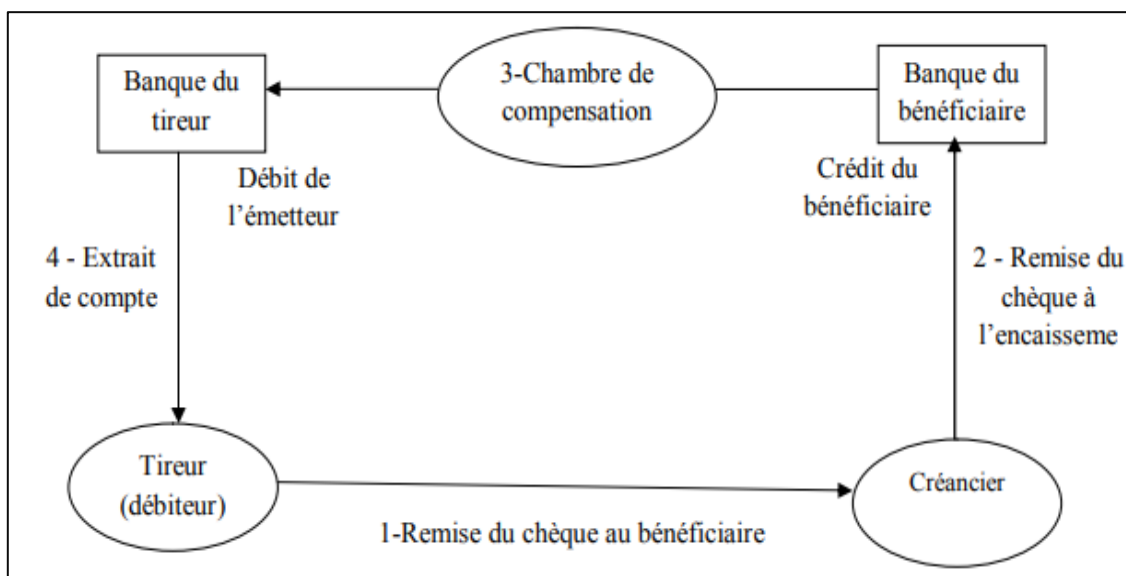 Banque du
tireur
3-Chambre de
compensation
Banque du
bénéficiaire
Débit de
l’émetteur
Crédit du
bénéficiaire
4 - Extrait
de compte
2 - Remise du
chèque à
l’encaisseme
Tireur
(débiteur)
Créancier
1-Remise du chèque au bénéficiaire